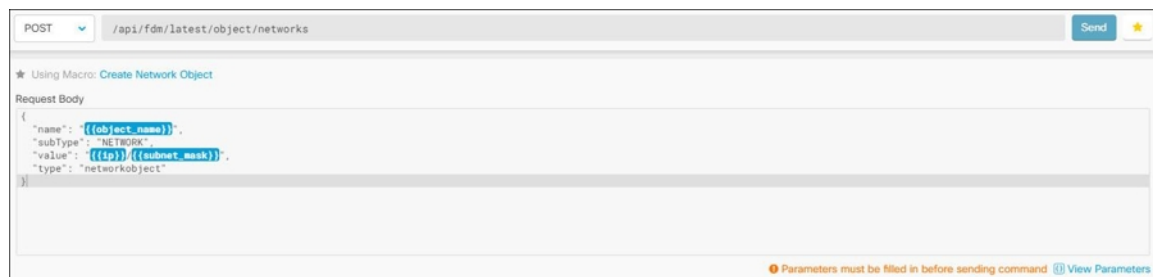 POST /api/fdm/latest/object/networks Send
Using Macro: Create Network Object
Request Body
{
"name": "{{object_name}}",
"subType": "NETWORK",
"value": "{{ip}}/{{subnet_mask}}",
"type": "networkobject"
}
Parameters must be filled in before sending command View Parameters